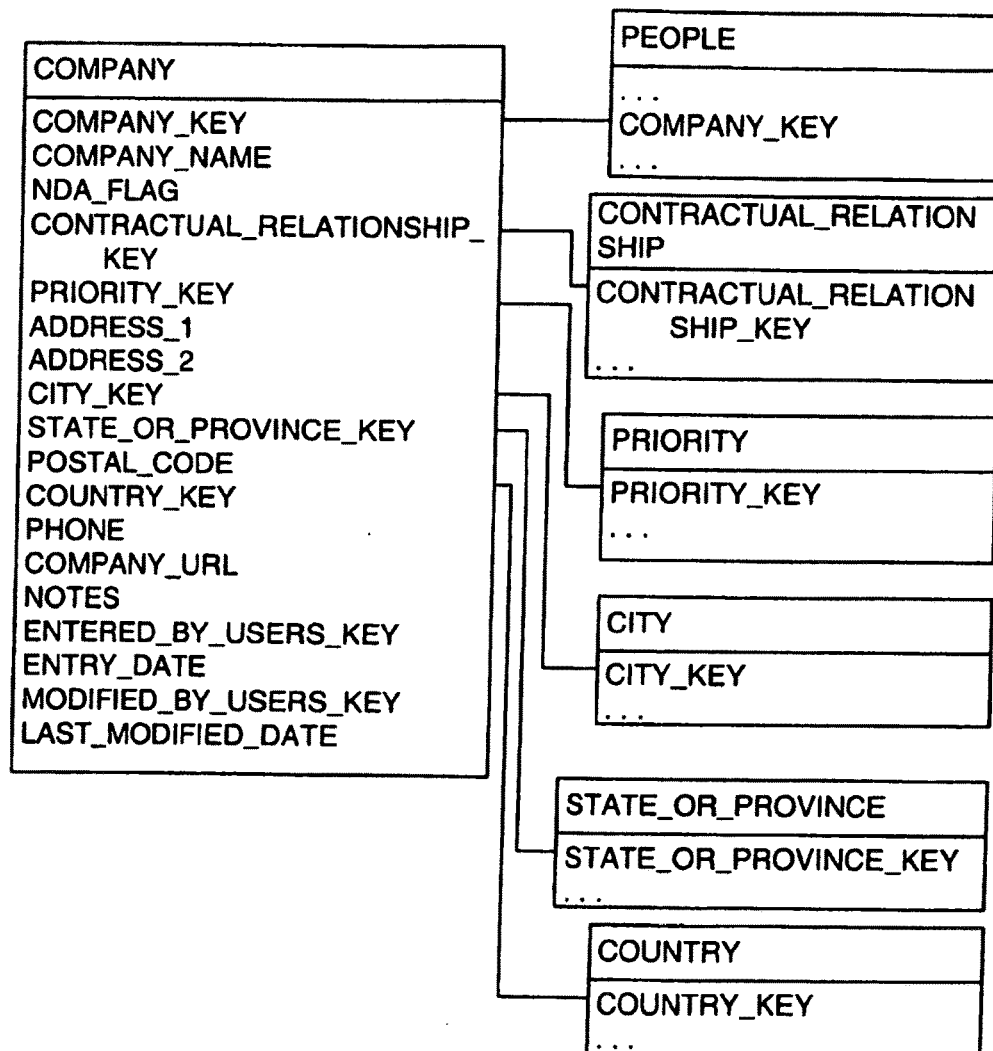 COMPANY
COMPANY_KEY
COMPANY_NAME
NDA_FLAG
CONTRACTUAL_RELATIONSHIP_
KEY
PRIORITY_KEY
ADDRESS_1
ADDRESS_2
CITY_KEY
STATE_OR_PROVINCE_KEY
POSTAL_CODE
COUNTRY_KEY
PHONE
COMPANY_URL
NOTES
ENTERED_BY_USERS_KEY
ENTRY_DATE
MODIFIED_BY_USERS_KEY
LAST_MODIFIED_DATE
PEOPLE
. . .
COMPANY_KEY
. . .
CONTRACTUAL_RELATION
SHIP
CONTRACTUAL_RELATION
SHIP_KEY
. . .
PRIORITY
PRIORITY_KEY
. . .
CITY
CITY_KEY
. . .
STATE_OR_PROVINCE
STATE_OR_PROVINCE_KEY
. . .
COUNTRY
COUNTRY_KEY
. . .